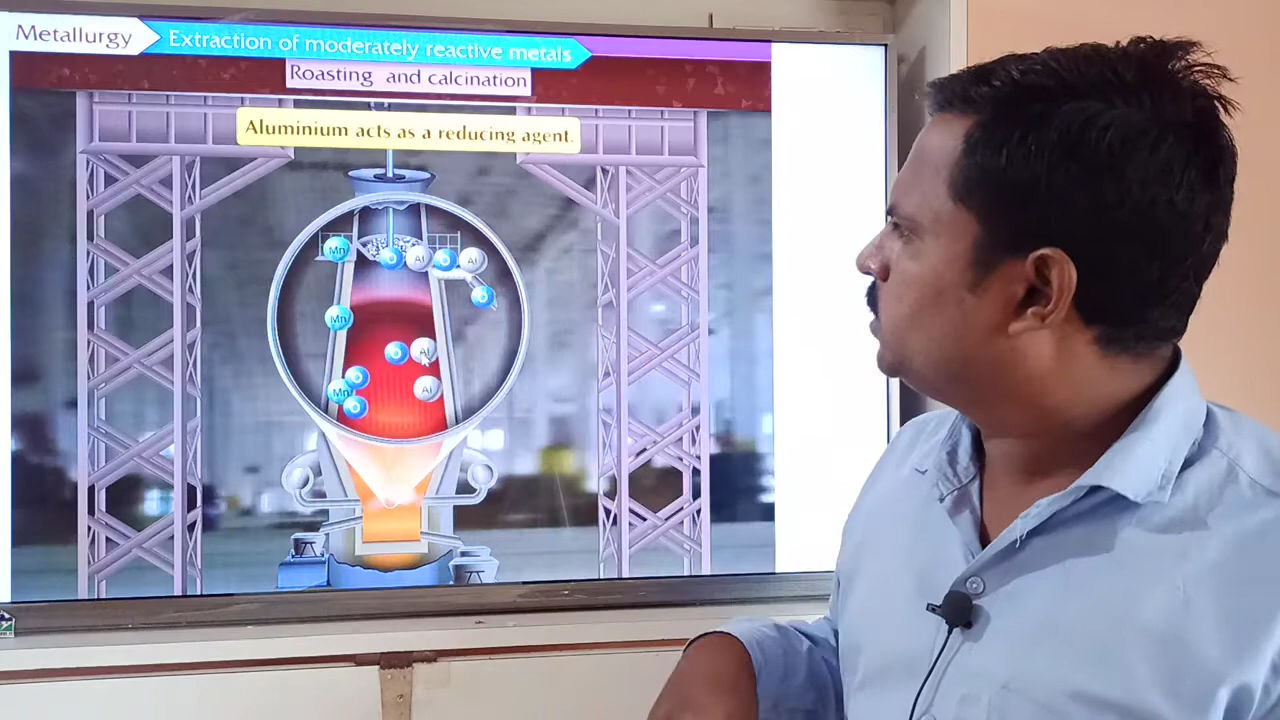 Metallurgy
Extraction of moderately reactive metals
Roasting and calcination
Aluminium acts as a reducing agent.
Mn
O
Al
O
Al
O
Mn
O
Al
O
Mn
Al
O